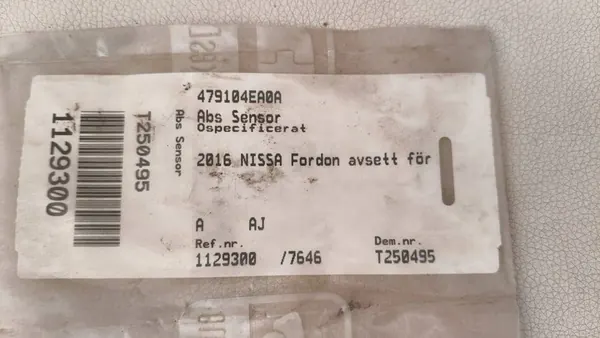 479104EA0A
Abs Sensor
Ospecificerat
2016 NISSA Fordon avsett för
A AJ
Ref.nr. Dem.nr.
1129300 /7646 T250495
Abs Sensor
T250495
1129300